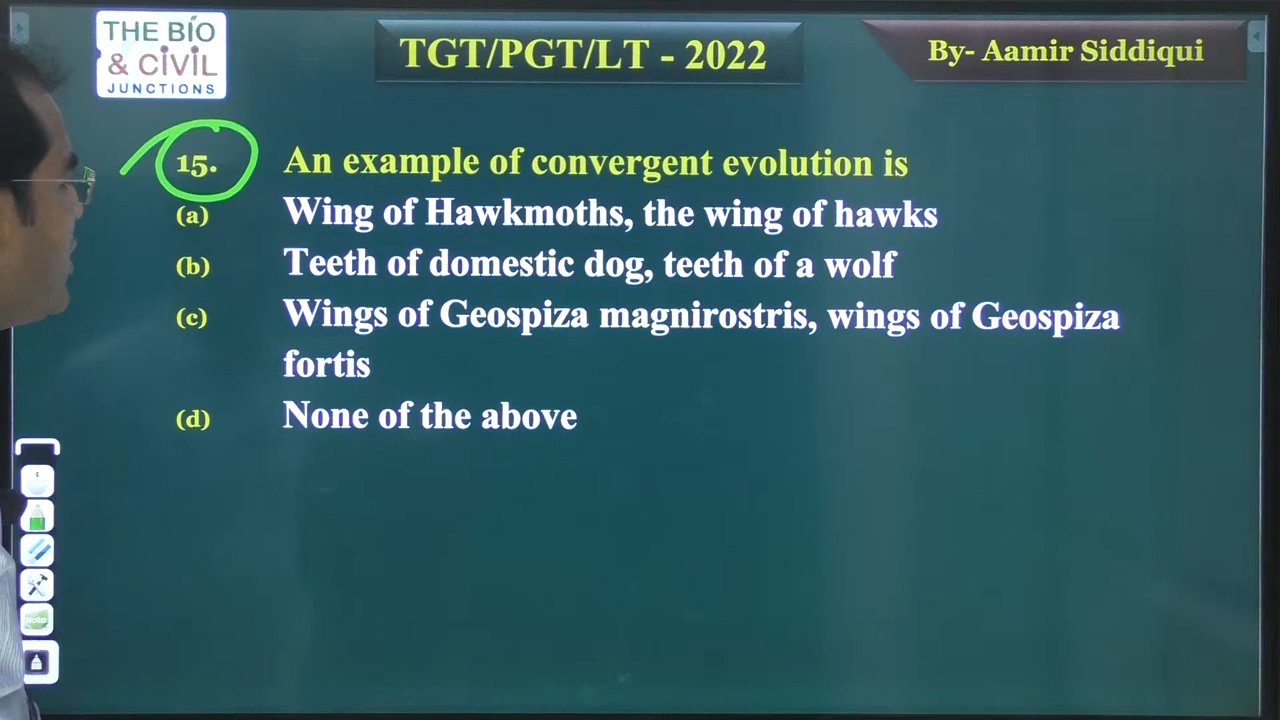 THE BIO
& CIVIL
JUNCTIONS
TGT/PGT/LT - 2022
By- Aamir Siddiqui
15. An example of convergent evolution is
(a) Wing of Hawkmoths, the wing of hawks
(b) Teeth of domestic dog, teeth of a wolf
(c) Wings of Geospiza magnirostris, wings of Geospiza
fortis
(d) None of the above
Note